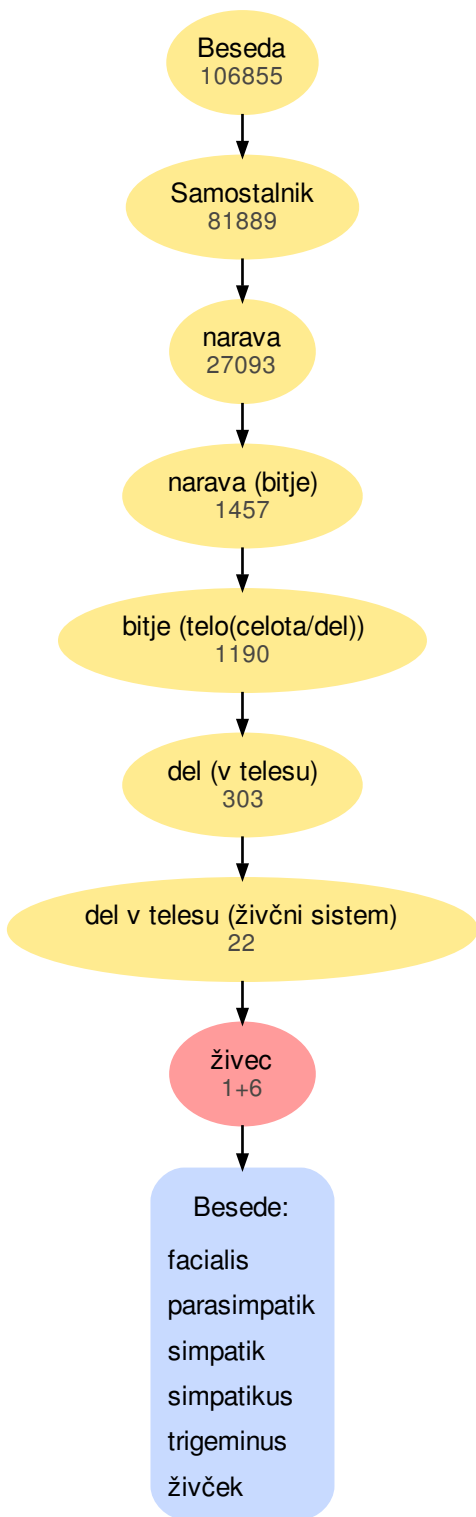 Beseda
106855
Samostalnik
81889
narava
27093
narava (bitje)
1457
bitje (telo(celota/del))
1190
del (v telesu)
303
del v telesu (živčni sistem)
22
živec
1+6
Besede:
facialis
parasimpatik
simpatik
simpatikus
trigeminus
živček